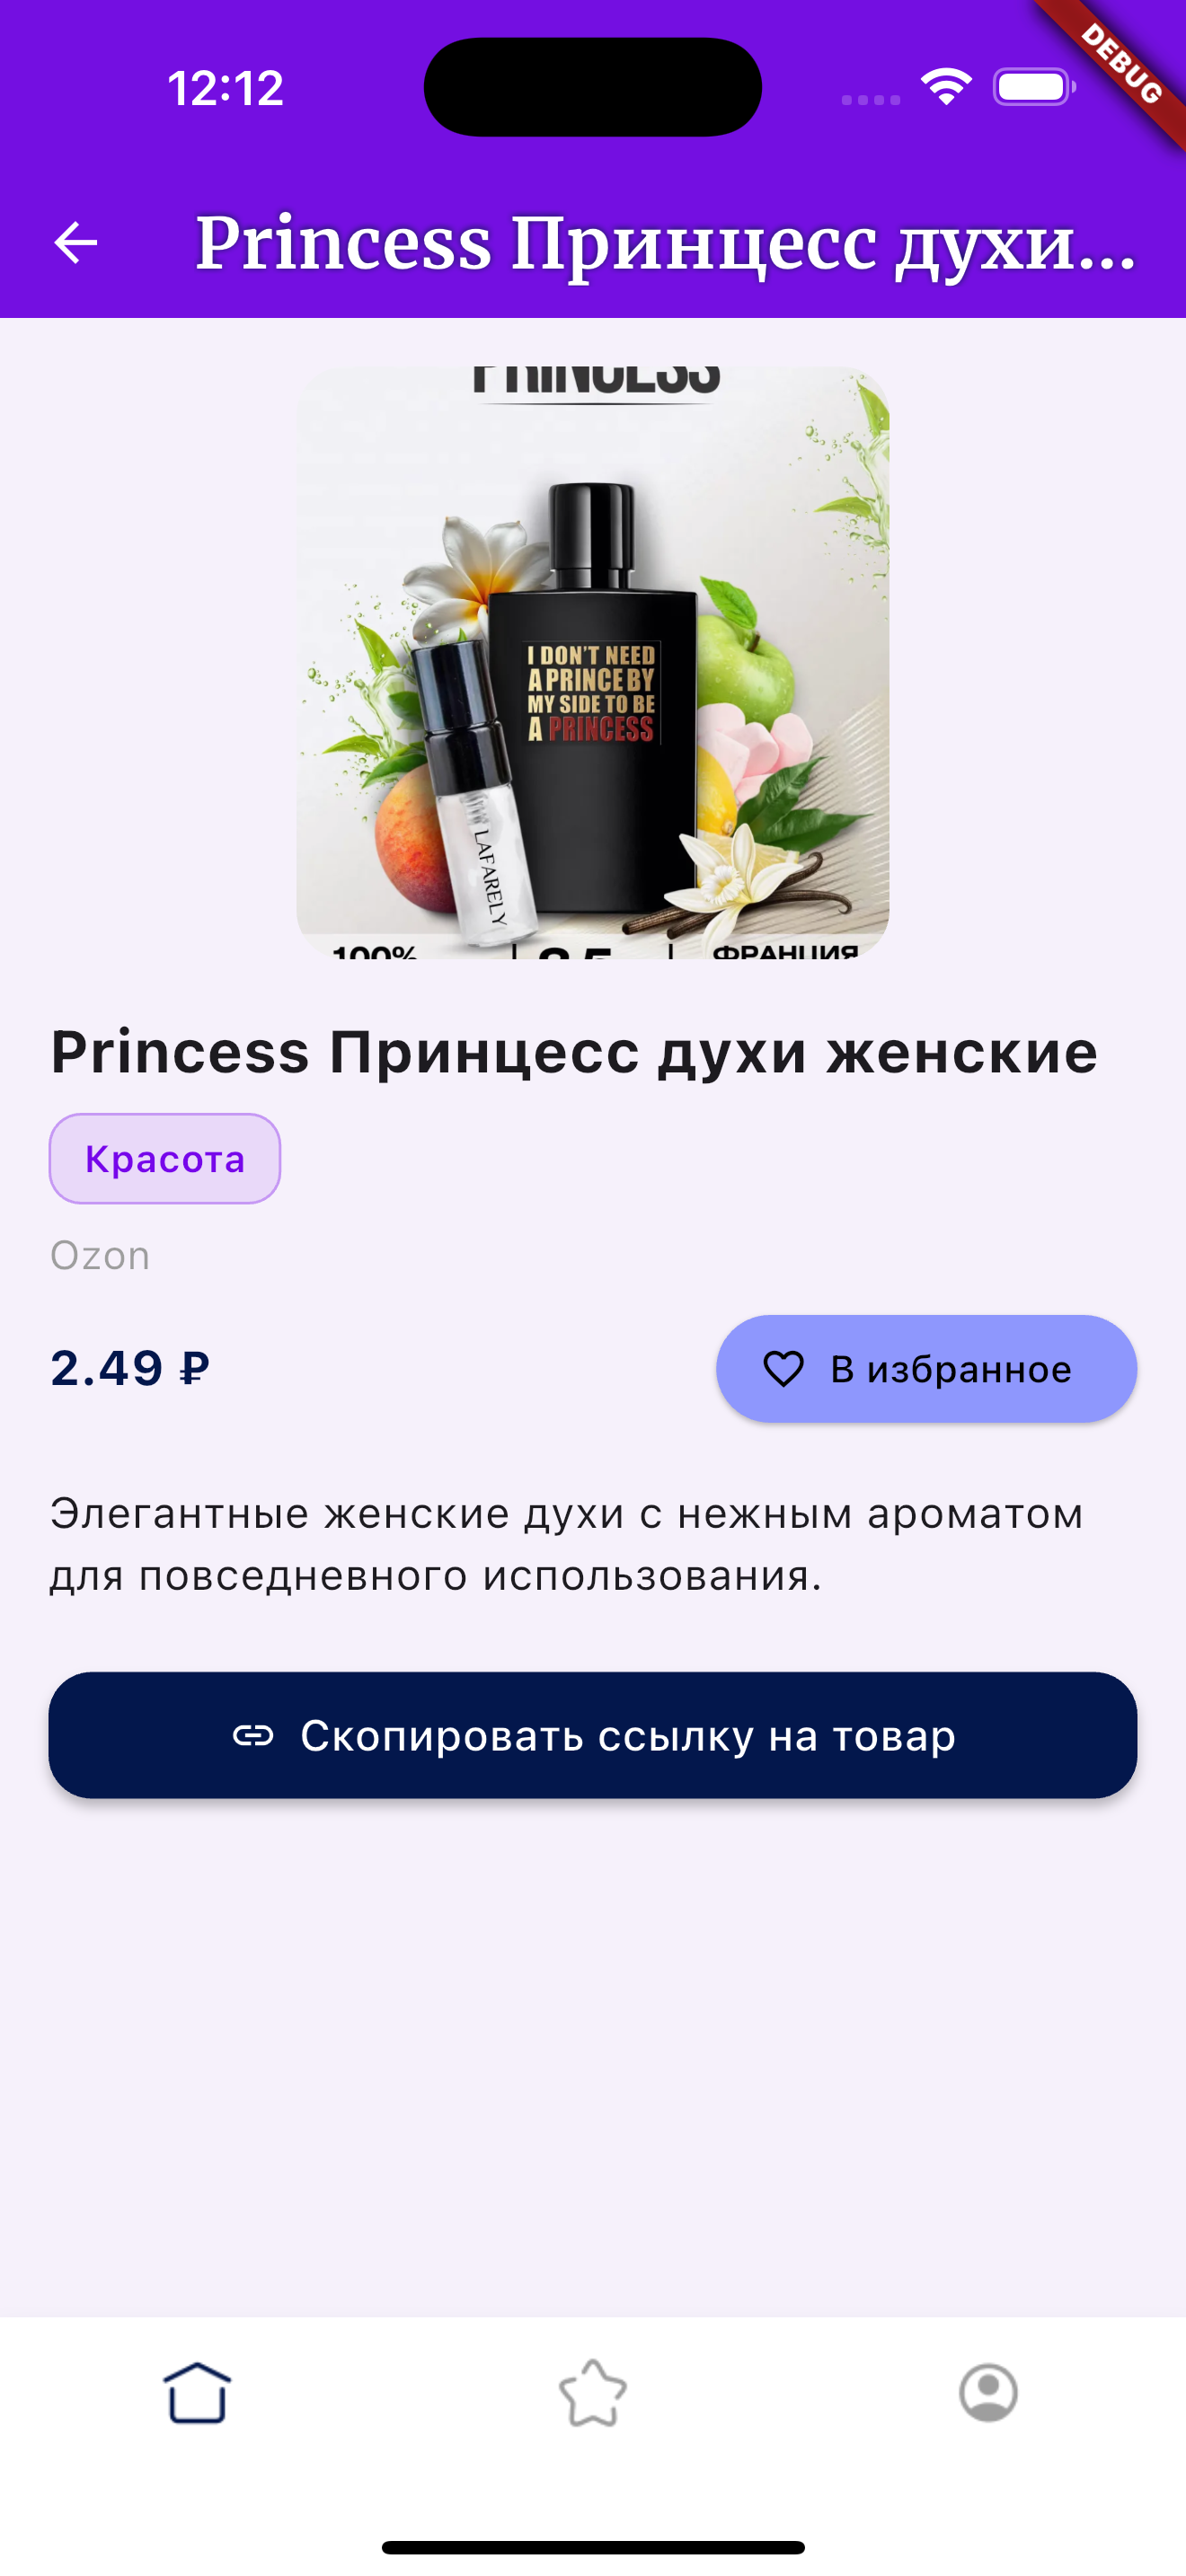 12:12
DEBUG
Princess Принцесс духи...
PRINCESS
I DON'T NEED
A PRINCE BY
MY SIDE TO BE
A PRINCESS
LAFARELY
100%
ФРАНЦИЯ
Princess Принцесс духи женские
Красота
Ozon
2.49 ₽
В избранное
Элегантные женские духи с нежным ароматом
для повседневного использования.
Скопировать ссылку на товар